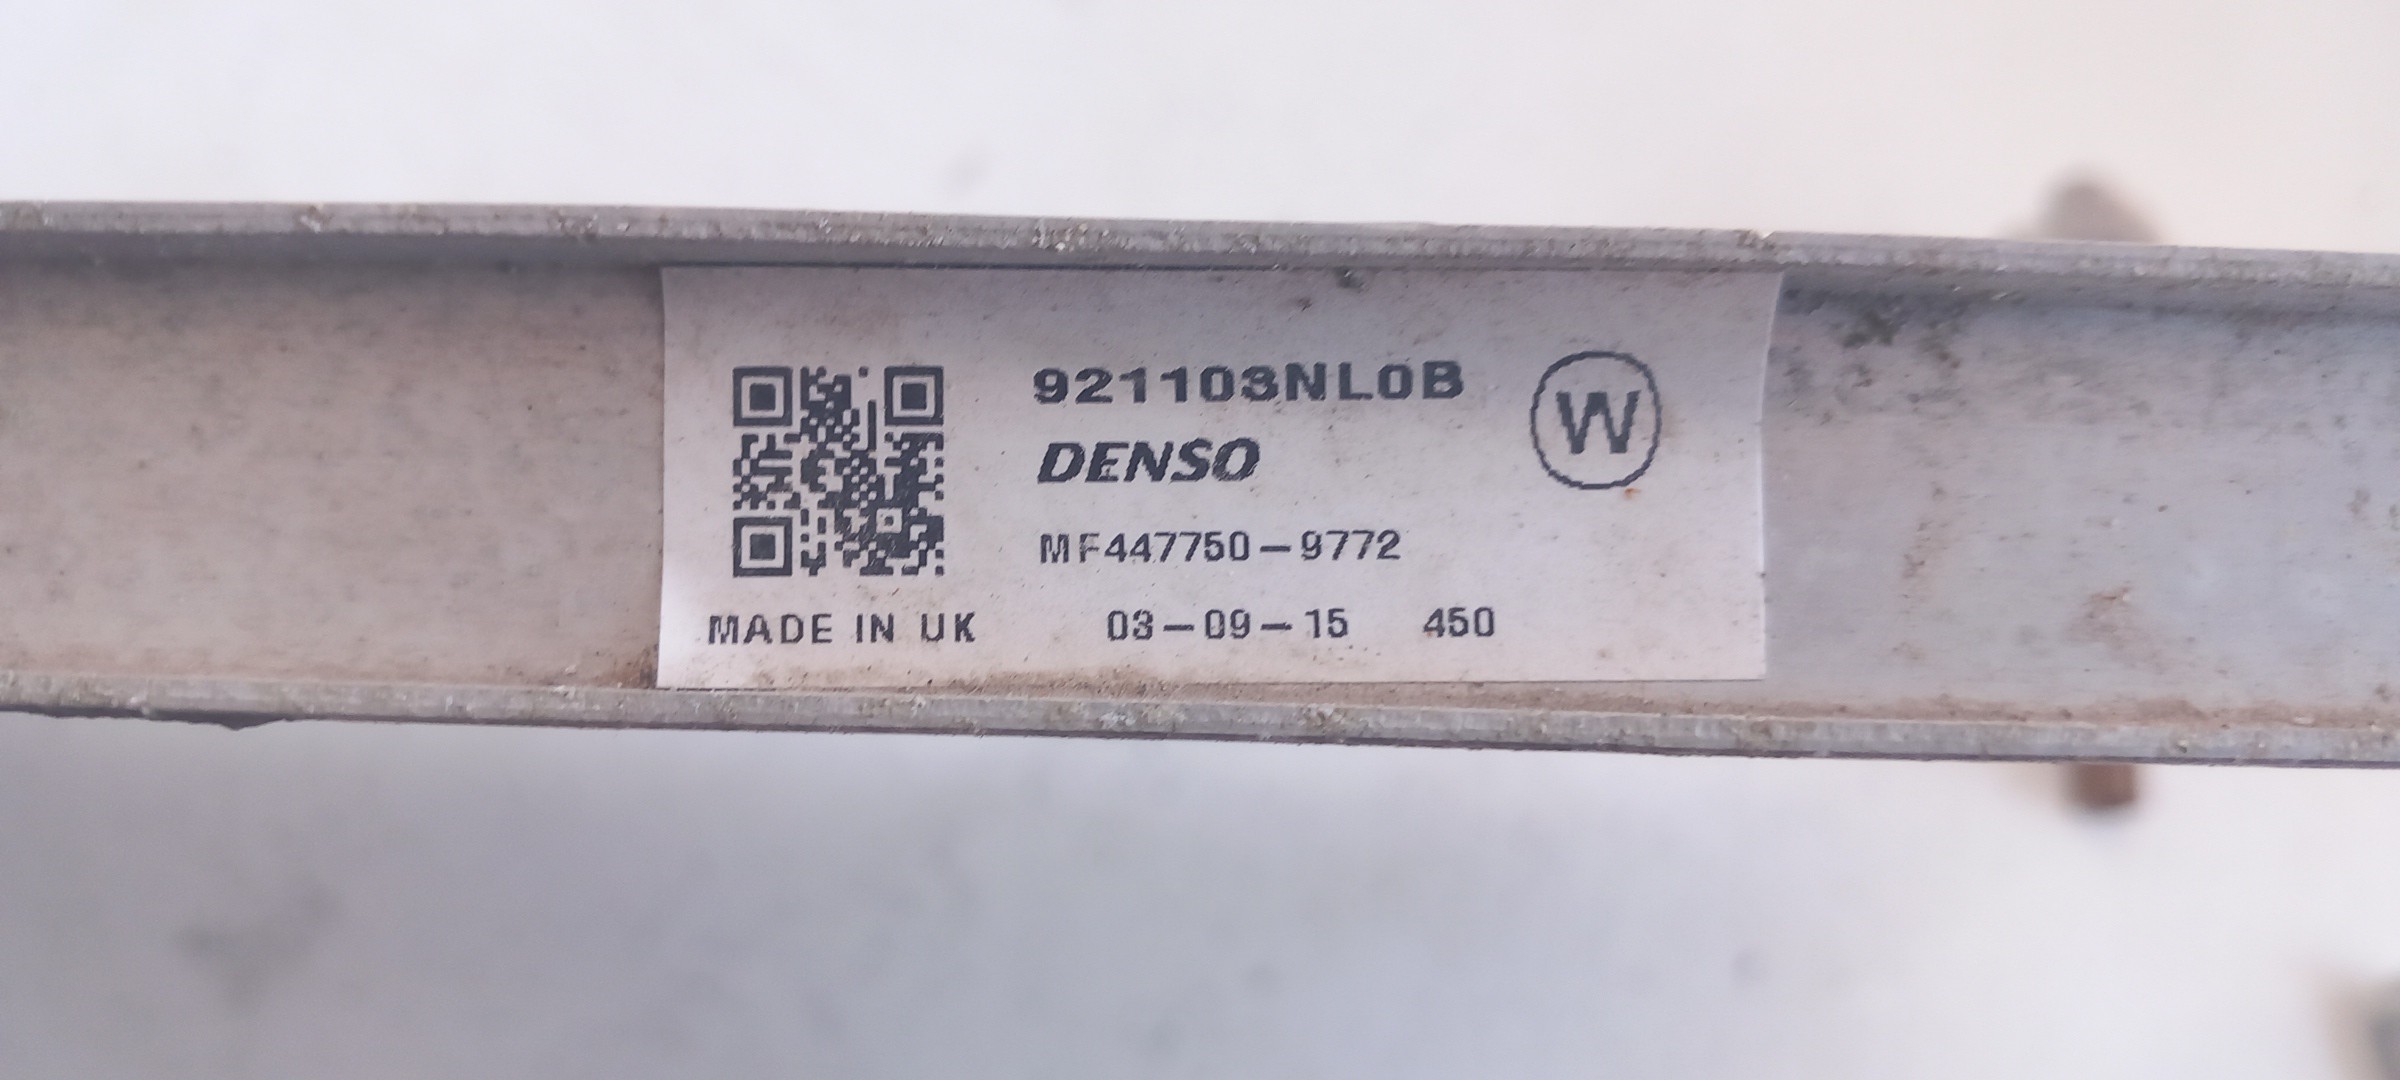 921103NL0B
W
DENSO
MF447750-9772
MADE IN UK 03-09-15 450